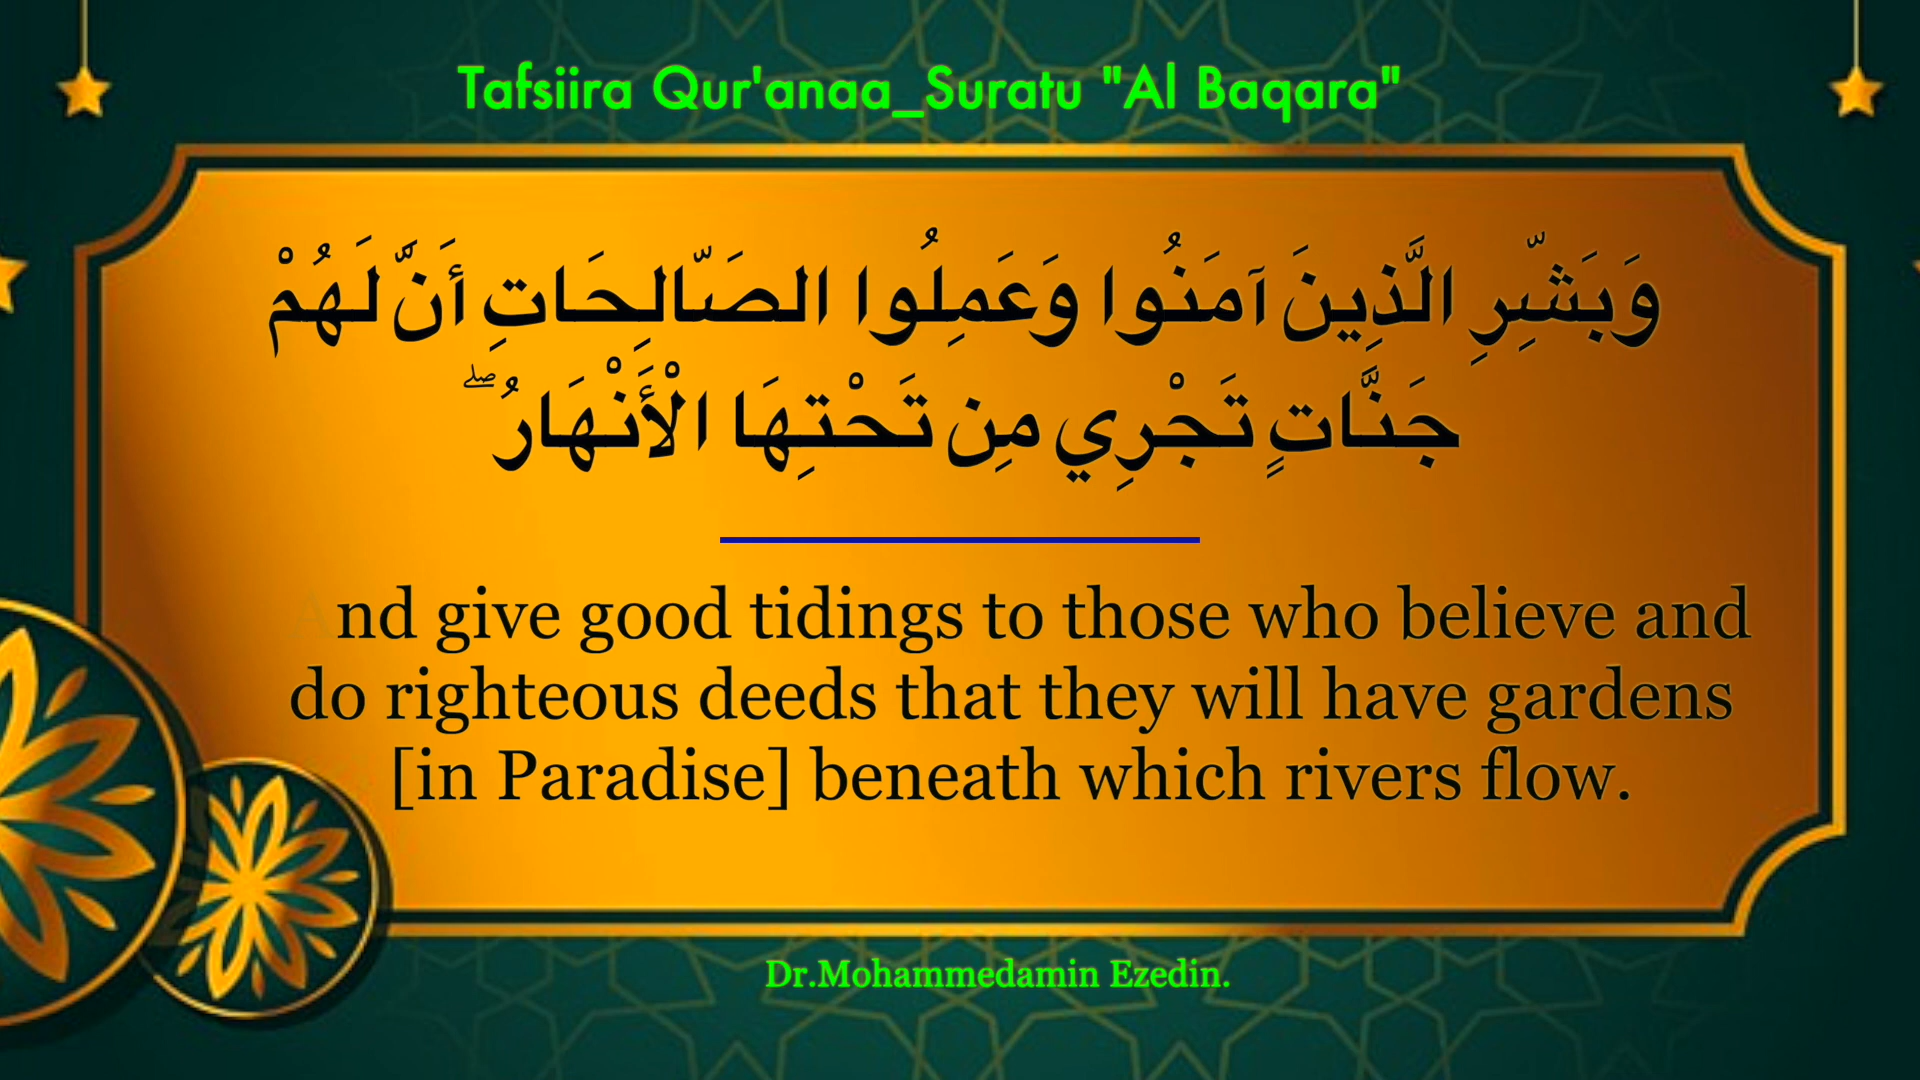 Tafsiira Qur'anaa_Suratu "Al Baqara"
وَبَشِّرِ الَّذِينَ آمَنُوا وَعَمِلُوا الصَّالِحَاتِ أَنَّ لَهُمْ
جَنَّاتٍ تَجْرِي مِن تَحْتِهَا الْأَنْهَارُ ۖ
And give good tidings to those who believe and
do righteous deeds that they will have gardens
[in Paradise] beneath which rivers flow.
Dr.Mohammedamin Ezedin.